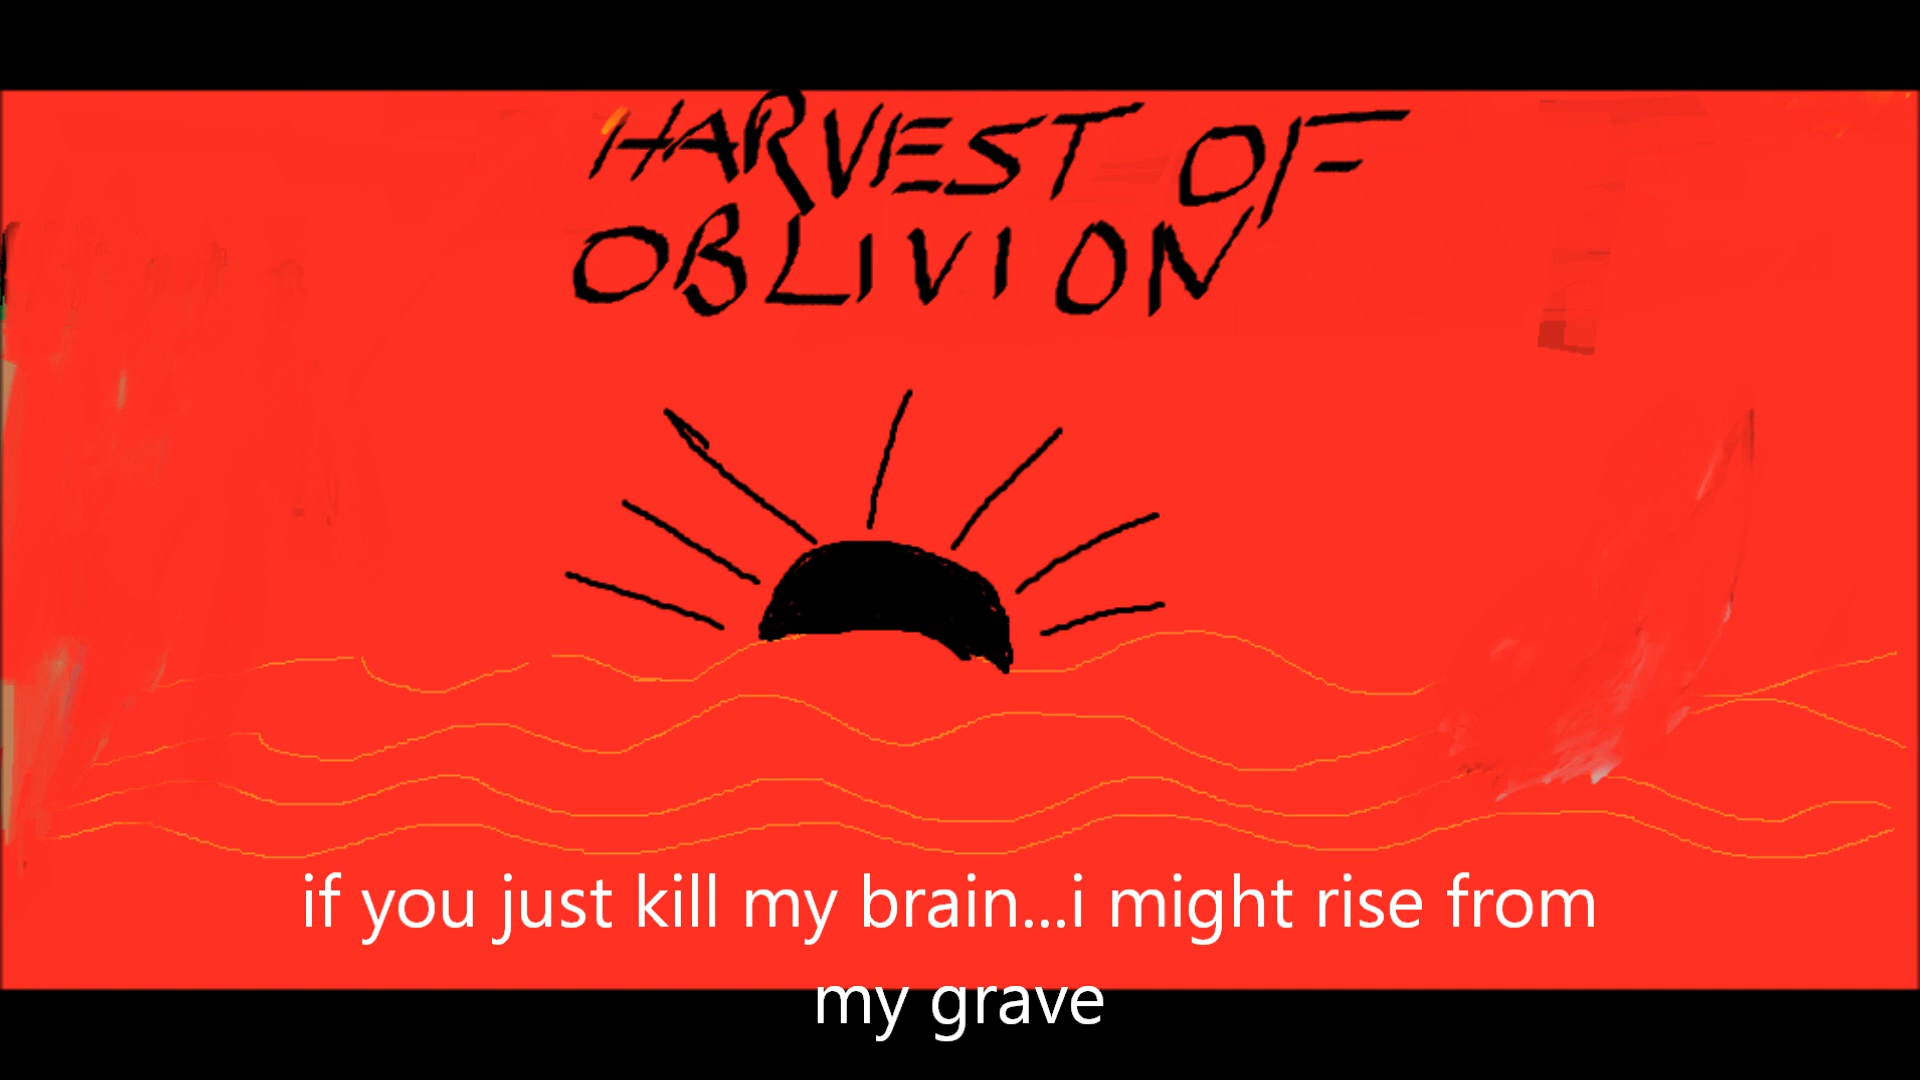 HARVEST OF
OBLIVION
if you just kill my brain...i might rise from
my grave